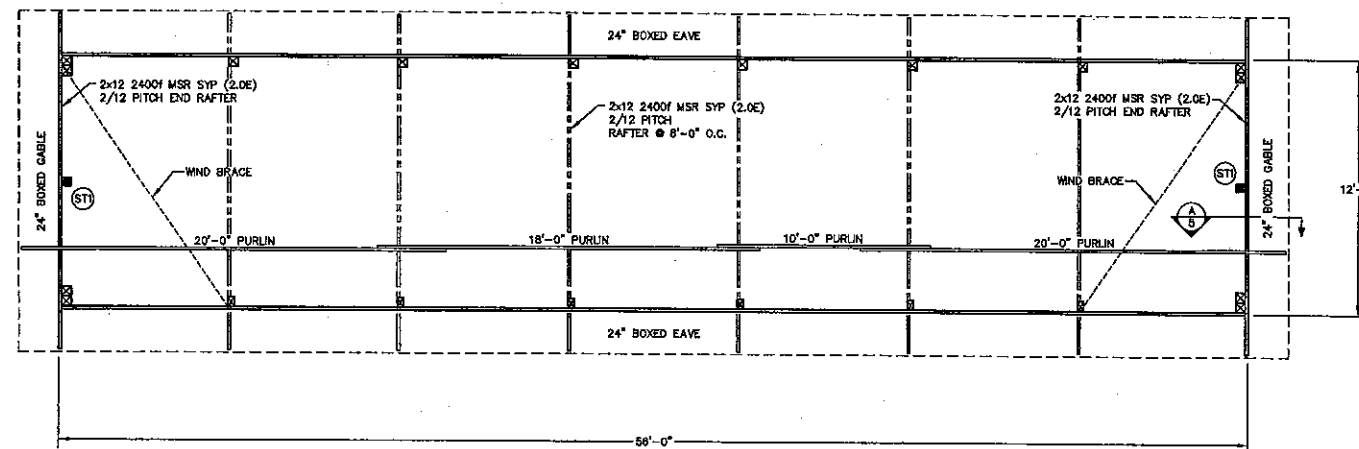 24" BOXED EAVE
2x12 2400f MSR SYP (2.0E)
2/12 PITCH END RAFTER
2x12 2400f MSR SYP (2.0E)
2/12 PITCH
RAFTER @ 8'-0" O.C.
2x12 2400f MSR SYP (2.0E)
2/12 PITCH END RAFTER
24" BOXED GABLE
WIND BRACE
ST1
WIND BRACE
ST1
24" BOXED GABLE
12'-
A
5
20'-0" PURLIN
18'-0" PURLIN
10'-0" PURLIN
20'-0" PURLIN
24" BOXED EAVE
56'-0"